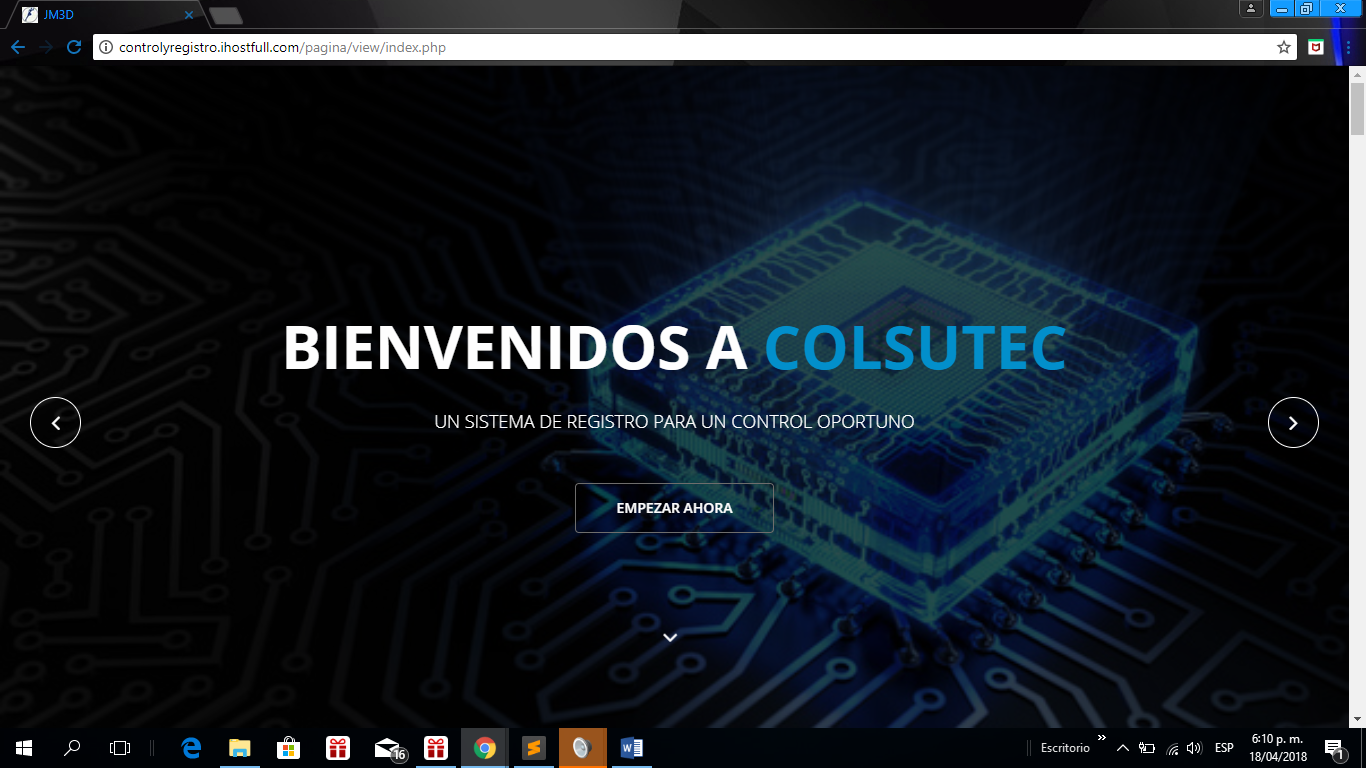 JM3D
controlyregistro.ihostfull.com/pagina/view/index.php
BIENVENIDOS A COLSUTEC
UN SISTEMA DE REGISTRO PARA UN CONTROL OPORTUNO
EMPEZAR AHORA
16
Escritorio
ESP
6:10 p. m.
18/04/2018
1